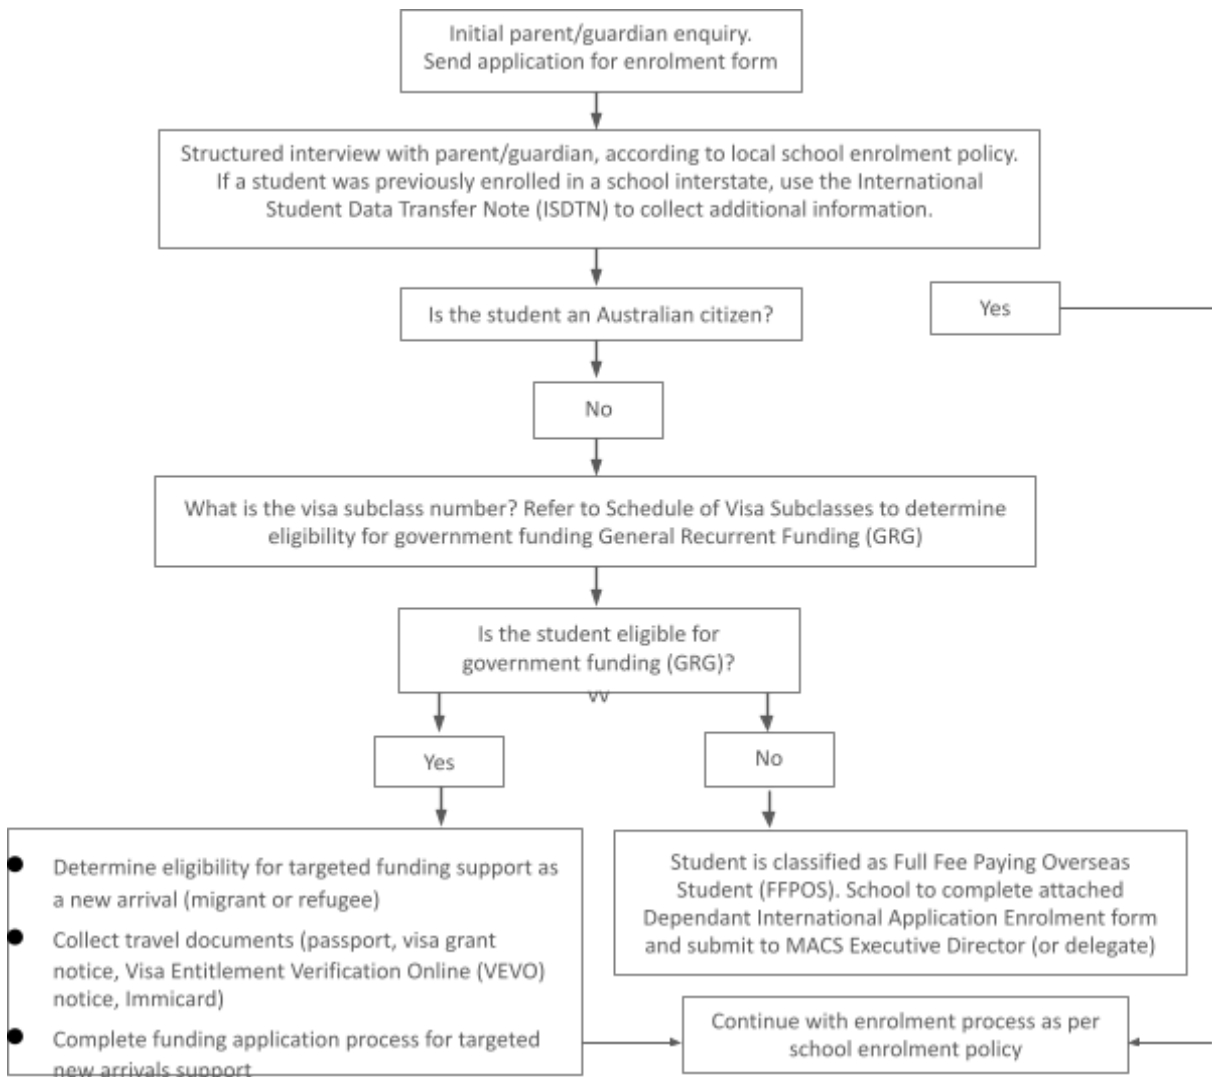 Initial parent/guardian enquiry.
Send application for enrolment form
Structured interview with parent/guardian, according to local school enrolment policy.
If a student was previously enrolled in a school interstate, use the International
Student Data Transfer Note (ISDTN) to collect additional information.
Is the student an Australian citizen?
Yes
No
What is the visa subclass number? Refer to Schedule of Visa Subclasses to determine
eligibility for government funding General Recurrent Funding (GRG)
Is the student eligible for
government funding (GRG)?
vv
Yes
No
● Determine eligibility for targeted funding support as
a new arrival (migrant or refugee)
● Collect travel documents (passport, visa grant
notice, Visa Entitlement Verification Online (VEVO)
notice, Immicard)
● Complete funding application process for targeted
new arrivals support
Student is classified as Full Fee Paying Overseas
Student (FFPOS). School to complete attached
Dependant International Application Enrolment form
and submit to MACS Executive Director (or delegate)
Continue with enrolment process as per
school enrolment policy